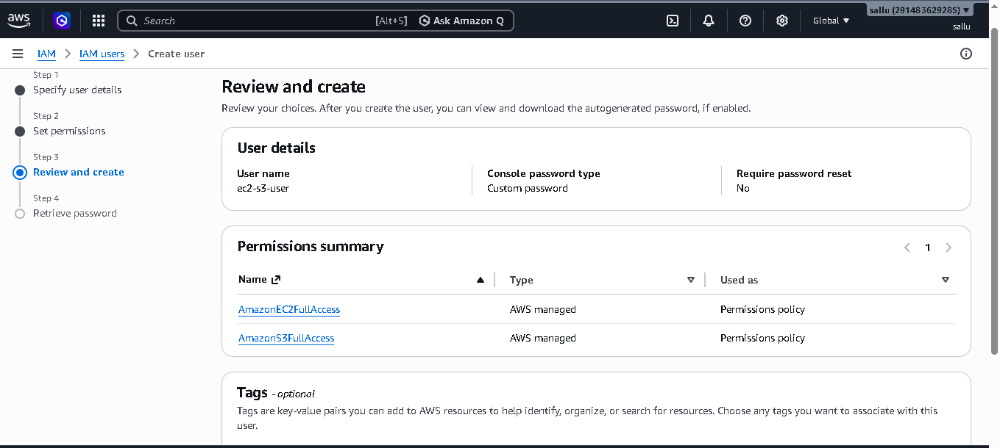 aws
Search [Alt+S] Ask Amazon Q
Global ▼
sallu (291483629285) ▼
sallu
IAM > IAM users > Create user
Step 1
Specify user details
Step 2
Set permissions
Step 3
Review and create
Step 4
Retrieve password
Review and create
Review your choices. After you create the user, you can view and download the autogenerated password, if enabled.
User details
User name Console password type Require password reset
ec2-s3-user Custom password No
Permissions summary
1
Name Type Used as
AmazonEC2FullAccess AWS managed Permissions policy
AmazonS3FullAccess AWS managed Permissions policy
Tags - optional
Tags are key-value pairs you can add to AWS resources to help identify, organize, or search for resources. Choose any tags you want to associate with this
user.